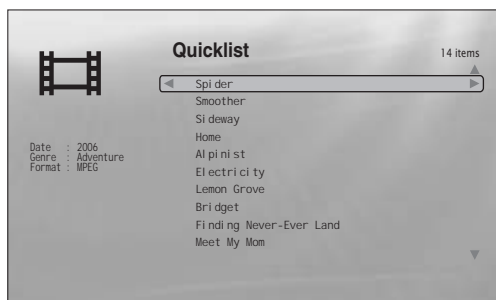 Quicklist
14 items
Spider
Smoother
Sideway
Home
Alpinist
Electricity
Lemon Grove
Bridget
Finding Never-Ever Land
Meet My Mom
Date : 2006
Genre : Adventure
Format : MPEG